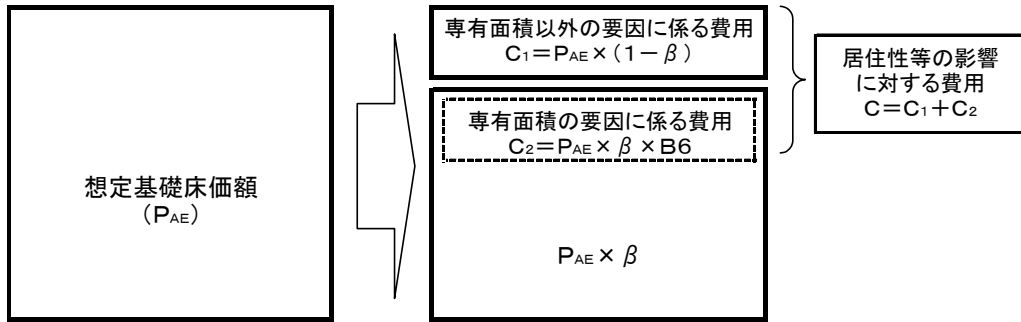 想定基礎床価額
(PAE)
専有面積以外の要因に係る費用
C1=PAE×(1-β)
専有面積の要因に係る費用
C2=PAE×β×B6
PAE×β
居住性等の影響
に対する費用
C=C1+C2